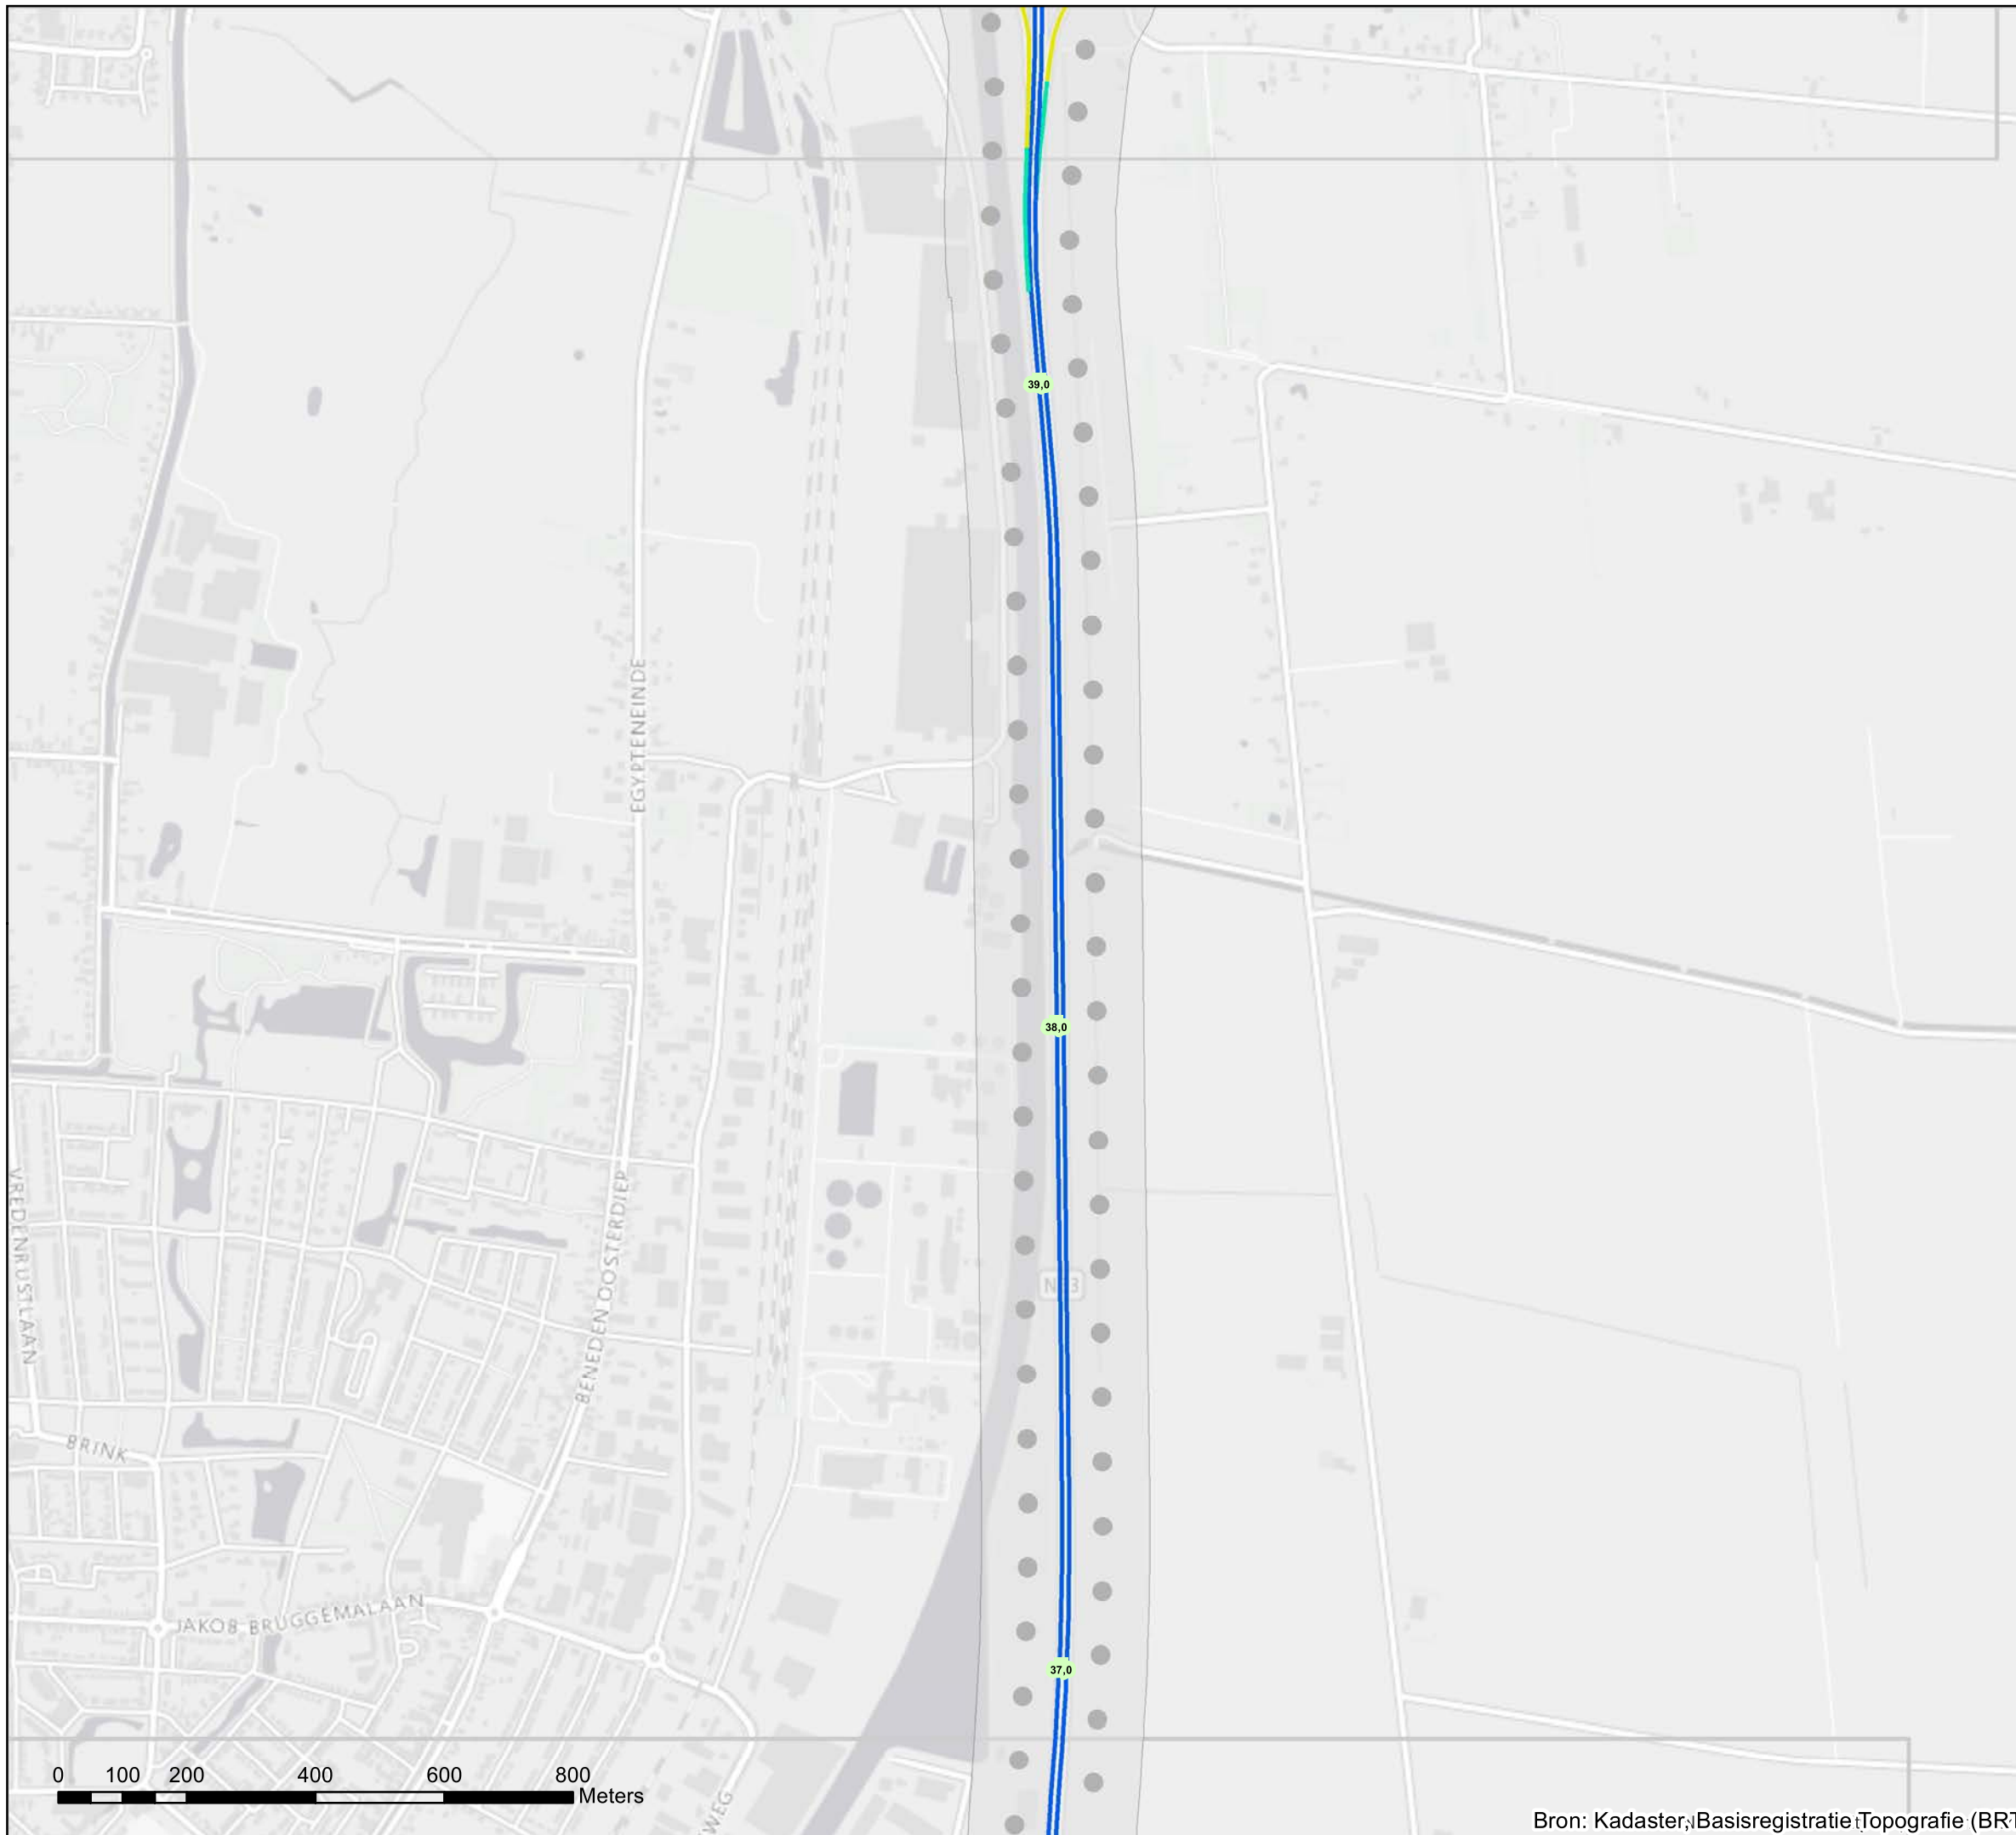 39,0
EGYPTENEINDE
38,0
VREDENRUSTLAAN
BENEDEN OOSTERDIEP
BRINK
JAKOB BRUGGEMALAAN
37,0
0 100 200 400 600 800
Meters
WEG
Bron: Kadaster, Basisregistratie Topografie (BRT